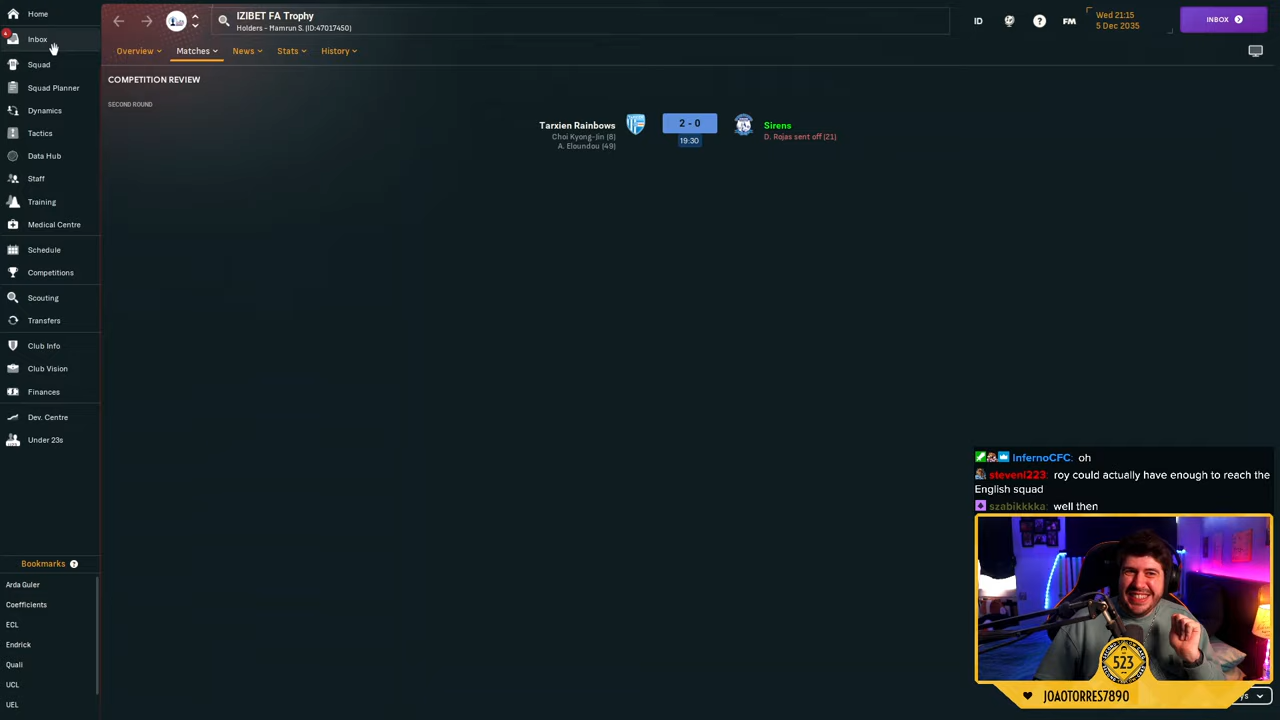 Home
Inbox
Squad
Squad Planner
Dynamics
Tactics
Data Hub
Staff
Training
Medical Centre
Schedule
Competitions
Scouting
Transfers
Club Info
Club Vision
Finances
Dev. Centre
Under 23s
Bookmarks ?
Arda Guler
Coefficients
ECL
Endrick
Quali
UCL
UEL
IZIBET FA Trophy
Holders - Hamrun S. (ID:47017450)
ID
?
FM
Wed 21:15
5 Dec 2035
INBOX
Overview
Matches
News
Stats
History
COMPETITION REVIEW
SECOND ROUND
Tarxien Rainbows 2 - 0 Sirens
Choi Kyong-Jin (8)
A. Eloundou (49)
19:30
D. Rojas sent off (21)
InfernoCFC: oh
stevenl223: roy could actually have enough to reach the
English squad
szabikkkka: well then
523
JOAOTORRES7890